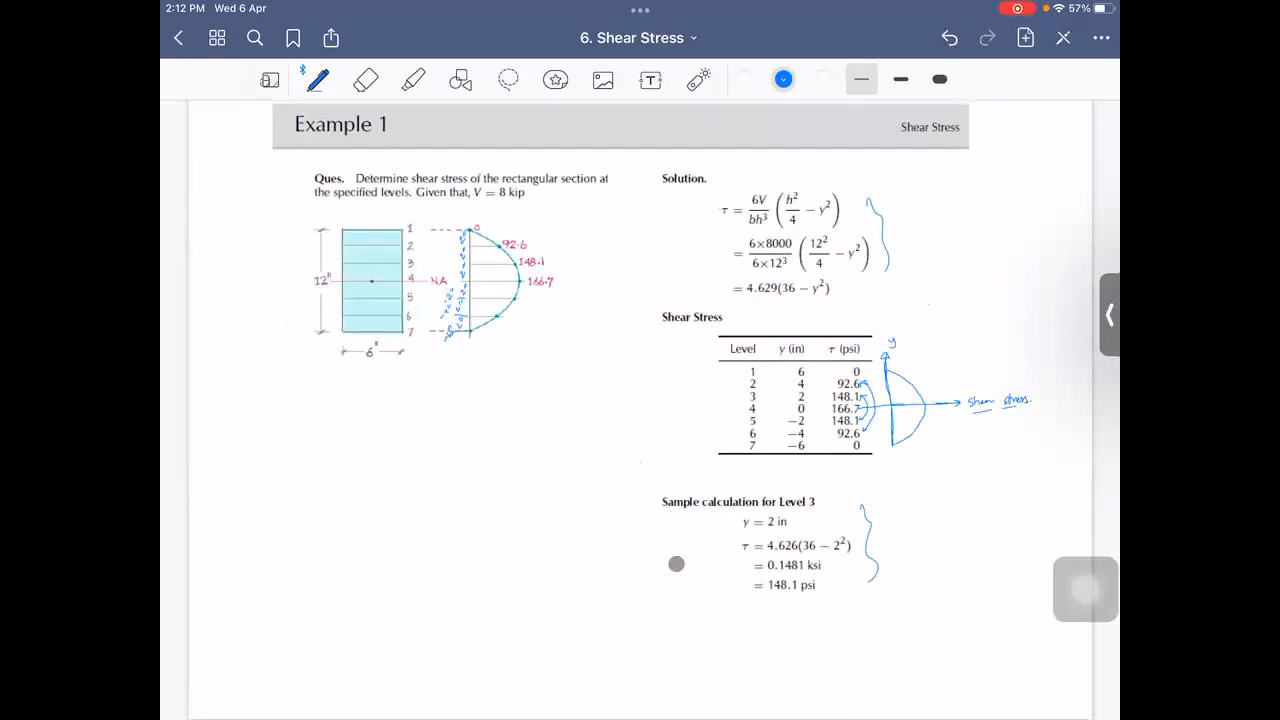 2:12 PM Wed 6 Apr
57%
6. Shear Stress
Example 1
Shear Stress
Ques. Determine shear stress of the rectangular section at
the specified levels. Given that, V = 8 kip
1
2
3
4
5
6
7
12"
6"
NA
0
92.6
148.1
166.7
Solution.
τ = 6V/bh³ (h²/4 − y²)
= 6×8000/6×12³ (12²/4 − y²)
= 4.629(36 − y²)
Shear Stress
Level y (in) τ (psi)
1 6 0
2 4 92.6
3 2 148.1
4 0 166.7
5 −2 148.1
6 −4 92.6
7 −6 0
y
shear stress
Sample calculation for Level 3
y = 2 in
τ = 4.626(36 − 2²)
= 0.1481 ksi
= 148.1 psi